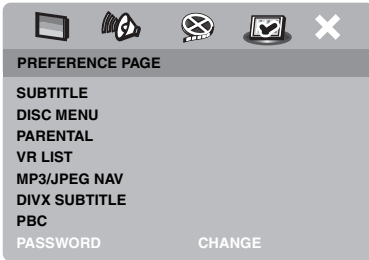 PREFERENCE PAGE
SUBTITLE
DISC MENU
PARENTAL
VR LIST
MP3/JPEG NAV
DIVX SUBTITLE
PBC
PASSWORD CHANGE